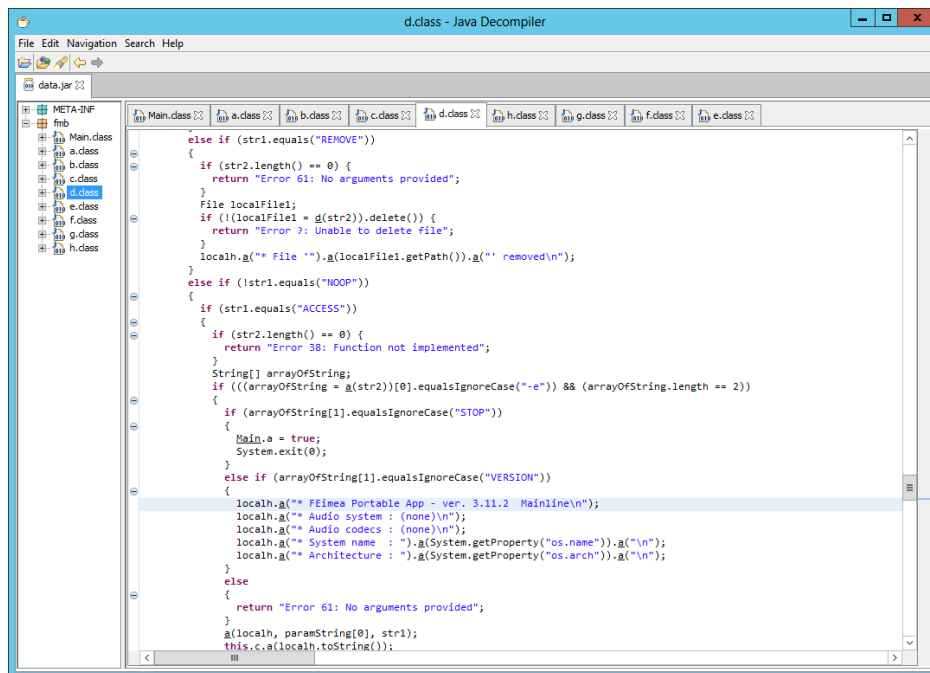 d.class - Java Decompiler
File Edit Navigation Search Help
data.jar
META-INF
fmb
Main.class
a.class
b.class
c.class
d.class
e.class
f.class
g.class
h.class
Main.class a.class b.class c.class d.class h.class g.class f.class e.class
else if (str1.equals("REMOVE"))
{
if (str2.length() == 0) {
return "Error 61: No arguments provided";
}
File localFile1;
if (!(localFile1 = d(str2)).delete()) {
return "Error ?: Unable to delete file";
}
localh.a("* File '").a(localFile1.getPath()).a("' removed\n");
}
else if (!str1.equals("NOOP"))
{
if (str1.equals("ACCESS"))
{
if (str2.length() == 0) {
return "Error 38: Function not implemented";
}
String[] arrayOfString;
if (((arrayOfString = a(str2))[0].equalsIgnoreCase("-e")) && (arrayOfString.length == 2))
{
if (arrayOfString[1].equalsIgnoreCase("STOP"))
{
Main.a = true;
System.exit(0);
}
else if (arrayOfString[1].equalsIgnoreCase("VERSION"))
{
localh.a("* FEimea Portable App - ver. 3.11.2  Mainline\n");
localh.a("* Audio system : (none)\n");
localh.a("* Audio codecs : (none)\n");
localh.a("* System name  : ").a(System.getProperty("os.name")).a("\n");
localh.a("* Architecture : ").a(System.getProperty("os.arch")).a("\n");
}
else
{
return "Error 61: No arguments provided";
}
a(localh, paramString[0], str1);
this.c.a(localh.toString());